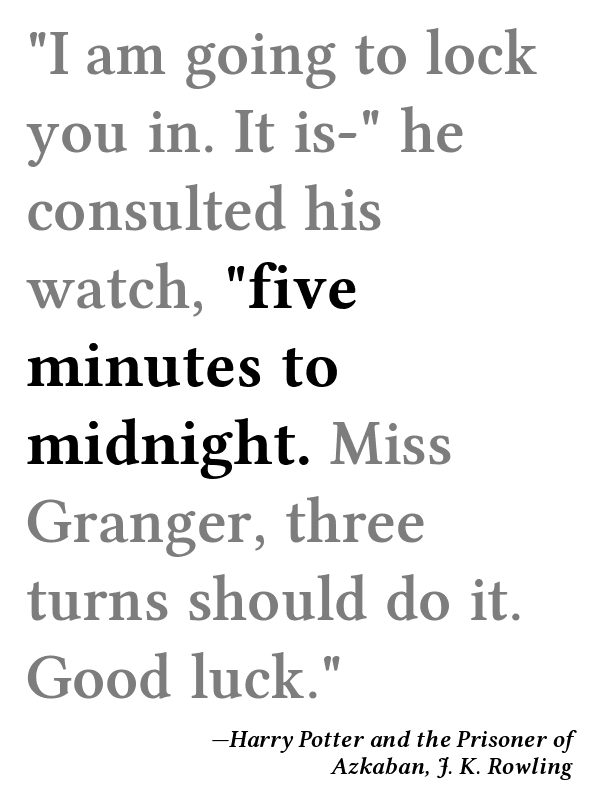 "I am going to lock
you in. It is-" he
consulted his
watch, "five
minutes to
midnight. Miss
Granger, three
turns should do it.
Good luck."
—Harry Potter and the Prisoner of
Azkaban, J. K. Rowling